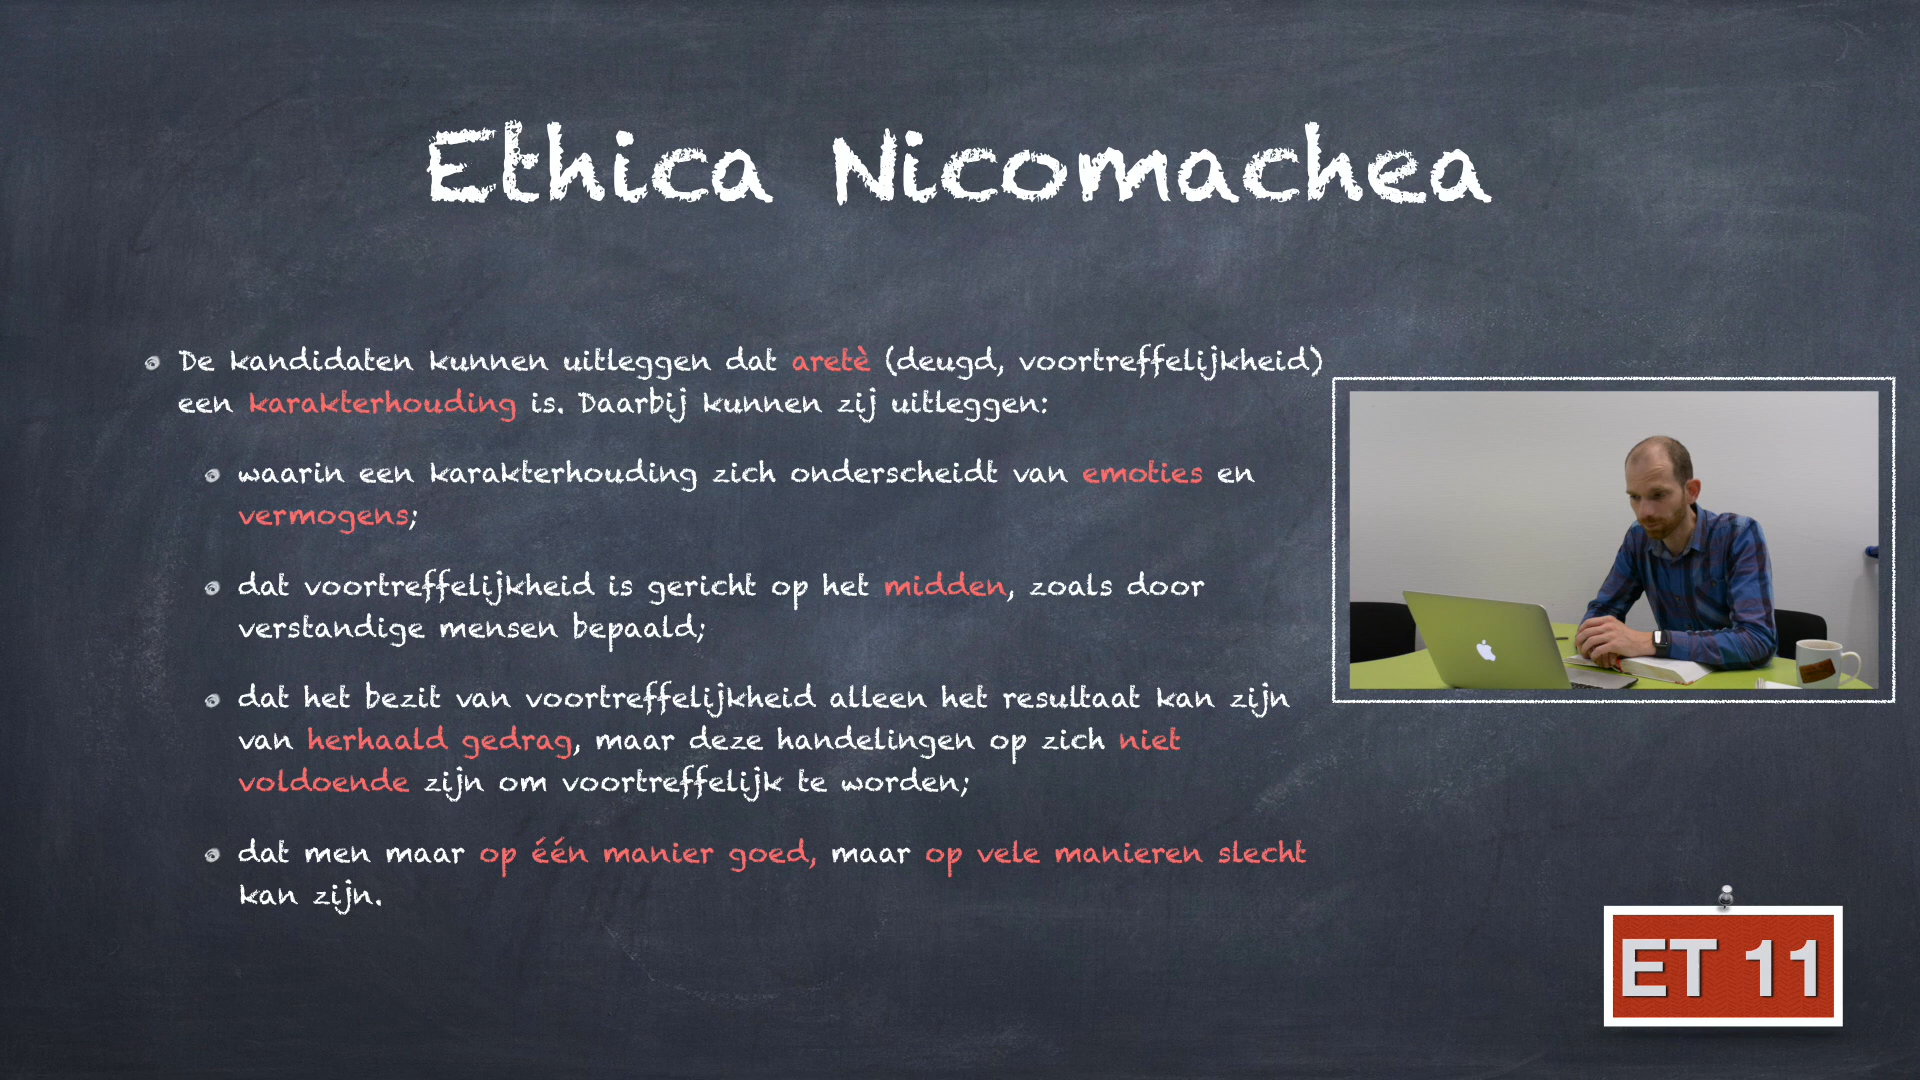 Ethica Nicomachea
De kandidaten kunnen uitleggen dat aretè (deugd, voortreffelijkheid)
een karakterhouding is. Daarbij kunnen zij uitleggen:
waarin een karakterhouding zich onderscheidt van emoties en
vermogens;
dat voortreffelijkheid is gericht op het midden, zoals door
verstandige mensen bepaald;
dat het bezit van voortreffelijkheid alleen het resultaat kan zijn
van herhaald gedrag, maar deze handelingen op zich niet
voldoende zijn om voortreffelijk te worden;
dat men maar op één manier goed, maar op vele manieren slecht
kan zijn.
ET 11